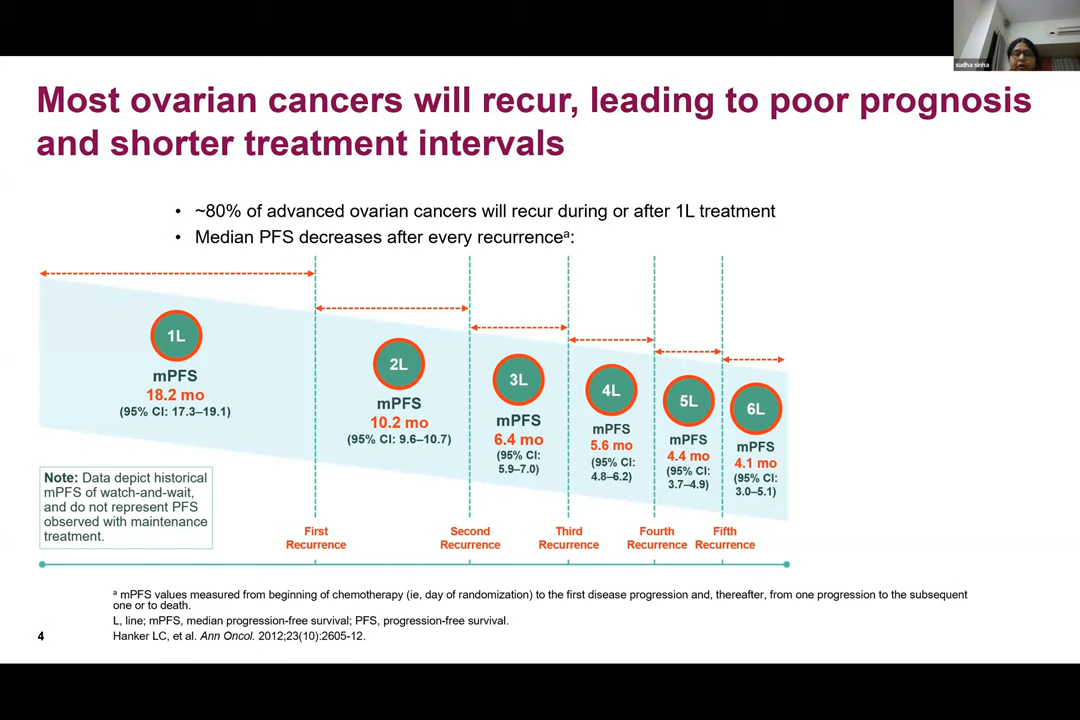 sudha sinha
Most ovarian cancers will recur, leading to poor prognosis
and shorter treatment intervals
• ~80% of advanced ovarian cancers will recur during or after 1L treatment
• Median PFS decreases after every recurrenceᵃ:
1L
mPFS
18.2 mo
(95% CI: 17.3–19.1)
2L
mPFS
10.2 mo
(95% CI: 9.6–10.7)
3L
mPFS
6.4 mo
(95% CI:
5.9–7.0)
4L
mPFS
5.6 mo
(95% CI:
4.8–6.2)
5L
mPFS
4.4 mo
(95% CI:
3.7–4.9)
6L
mPFS
4.1 mo
(95% CI:
3.0–5.1)
Note: Data depict historical
mPFS of watch-and-wait,
and do not represent PFS
observed with maintenance
treatment.
First
Recurrence
Second
Recurrence
Third
Recurrence
Fourth
Recurrence
Fifth
Recurrence
ᵃ mPFS values measured from beginning of chemotherapy (ie, day of randomization) to the first disease progression and, thereafter, from one progression to the subsequent
one or to death.
L, line; mPFS, median progression-free survival; PFS, progression-free survival.
4
Hanker LC, et al. Ann Oncol. 2012;23(10):2605-12.